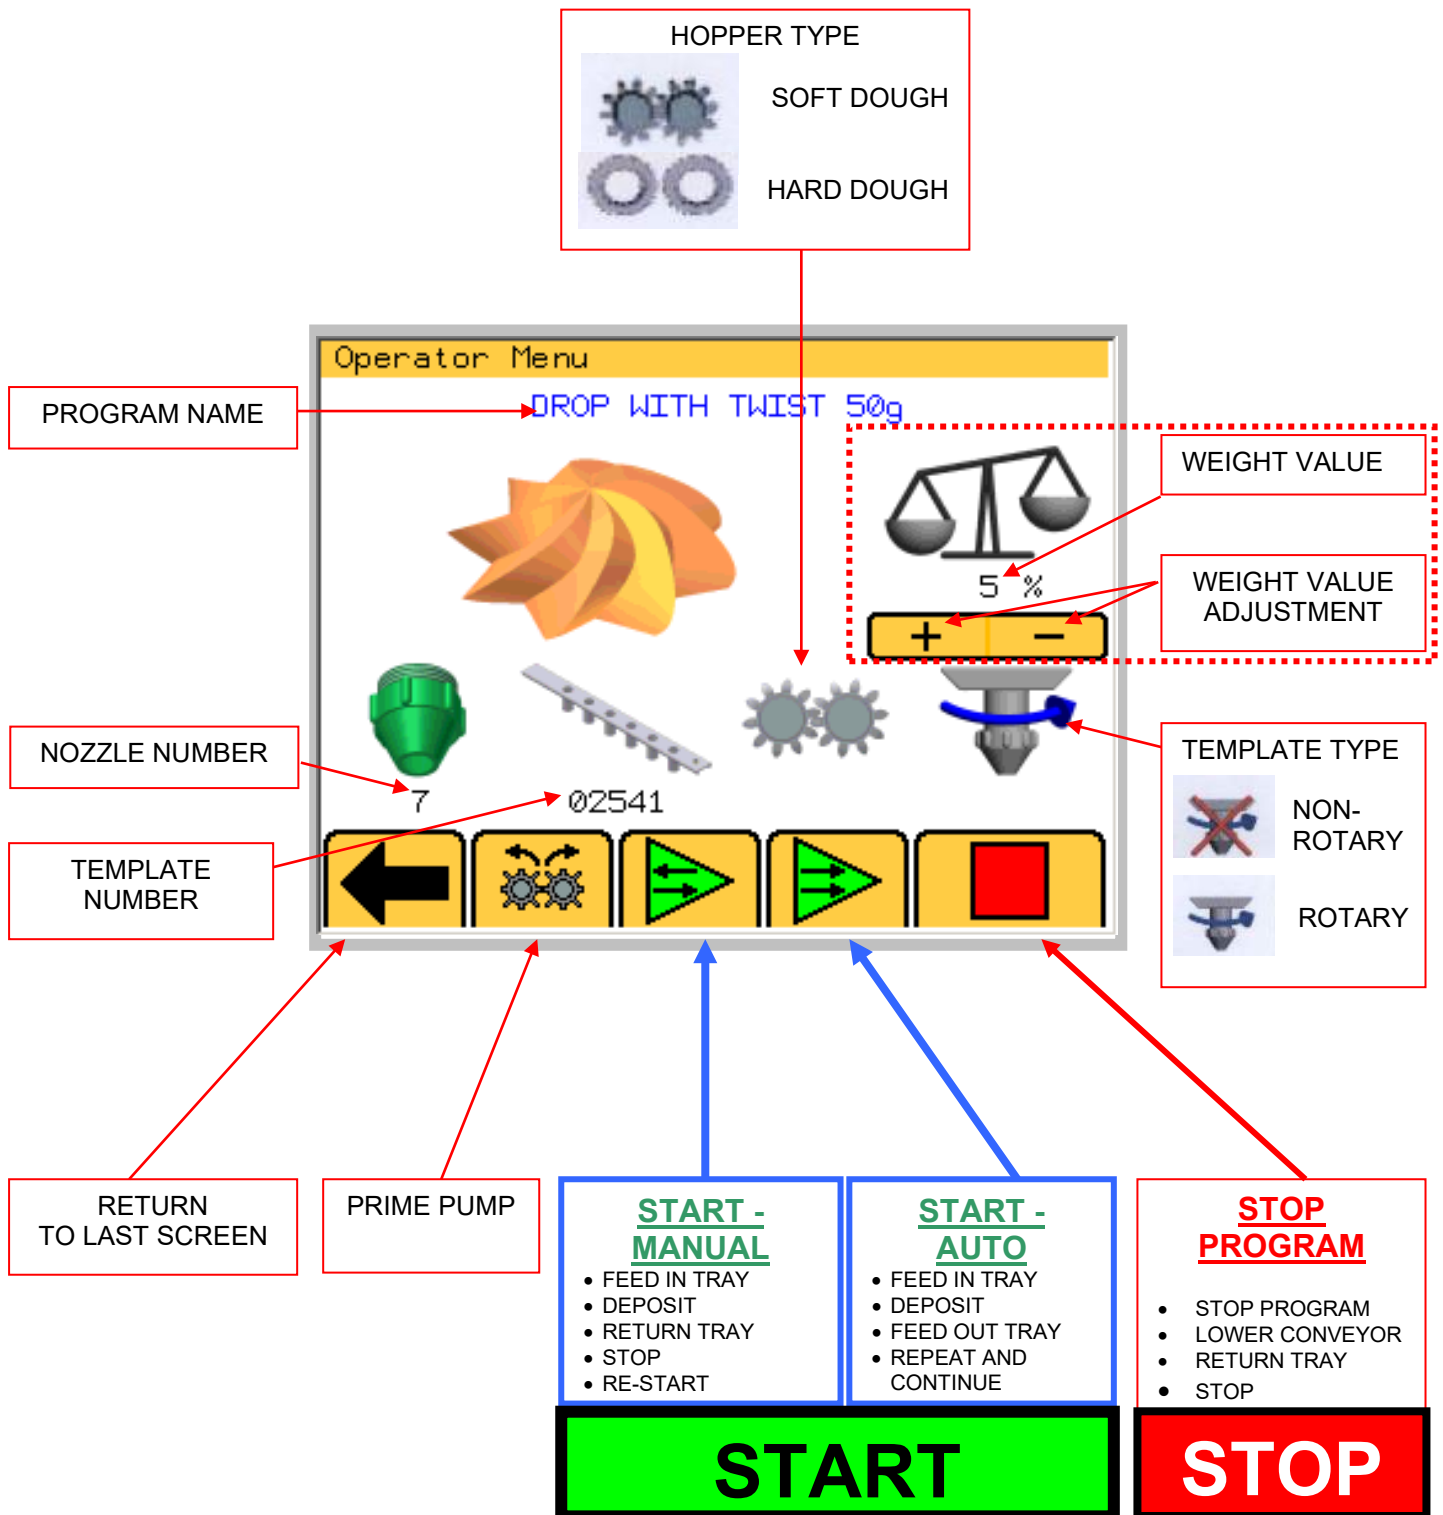 HOPPER TYPE
SOFT DOUGH
HARD DOUGH
Operator Menu
PROGRAM NAME
DROP WITH TWIST 50g
WEIGHT VALUE
5 %
WEIGHT VALUE
ADJUSTMENT
+ −
NOZZLE NUMBER
7
02541
TEMPLATE
NUMBER
TEMPLATE TYPE
NON-
ROTARY
ROTARY
RETURN
TO LAST SCREEN
PRIME PUMP
START -
MANUAL
• FEED IN TRAY
• DEPOSIT
• RETURN TRAY
• STOP
• RE-START
START -
AUTO
• FEED IN TRAY
• DEPOSIT
• FEED OUT TRAY
• REPEAT AND
CONTINUE
STOP
PROGRAM
• STOP PROGRAM
• LOWER CONVEYOR
• RETURN TRAY
• STOP
START
STOP